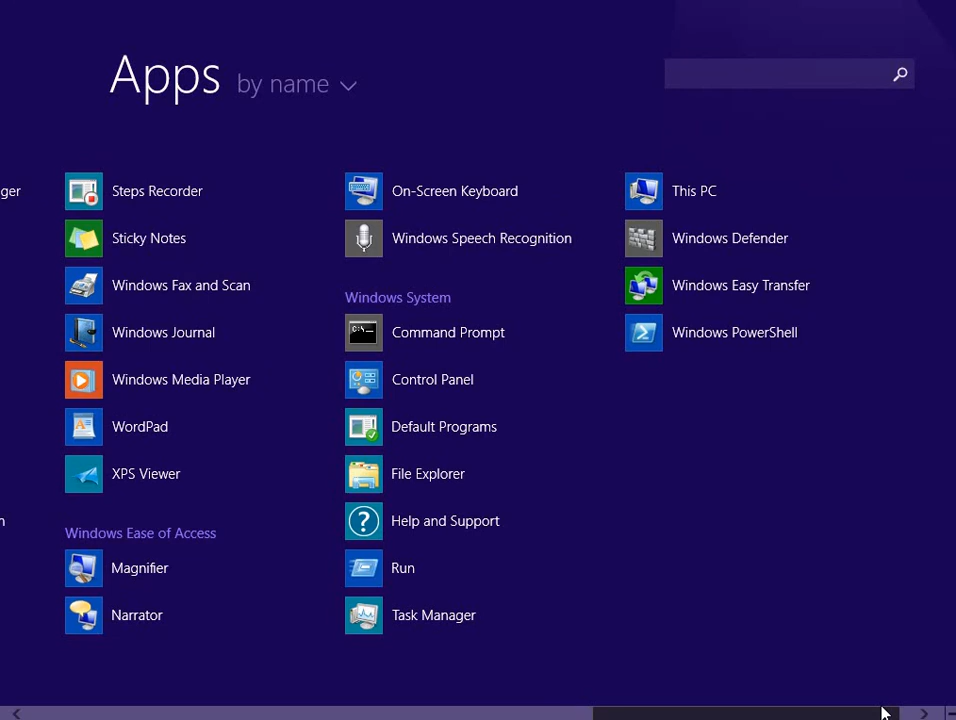 Apps by name
ger
Steps Recorder
Sticky Notes
Windows Fax and Scan
Windows Journal
Windows Media Player
WordPad
XPS Viewer
n
Windows Ease of Access
Magnifier
Narrator
On-Screen Keyboard
Windows Speech Recognition
Windows System
C:\_
Command Prompt
Control Panel
Default Programs
File Explorer
? Help and Support
Run
Task Manager
This PC
Windows Defender
Windows Easy Transfer
Windows PowerShell